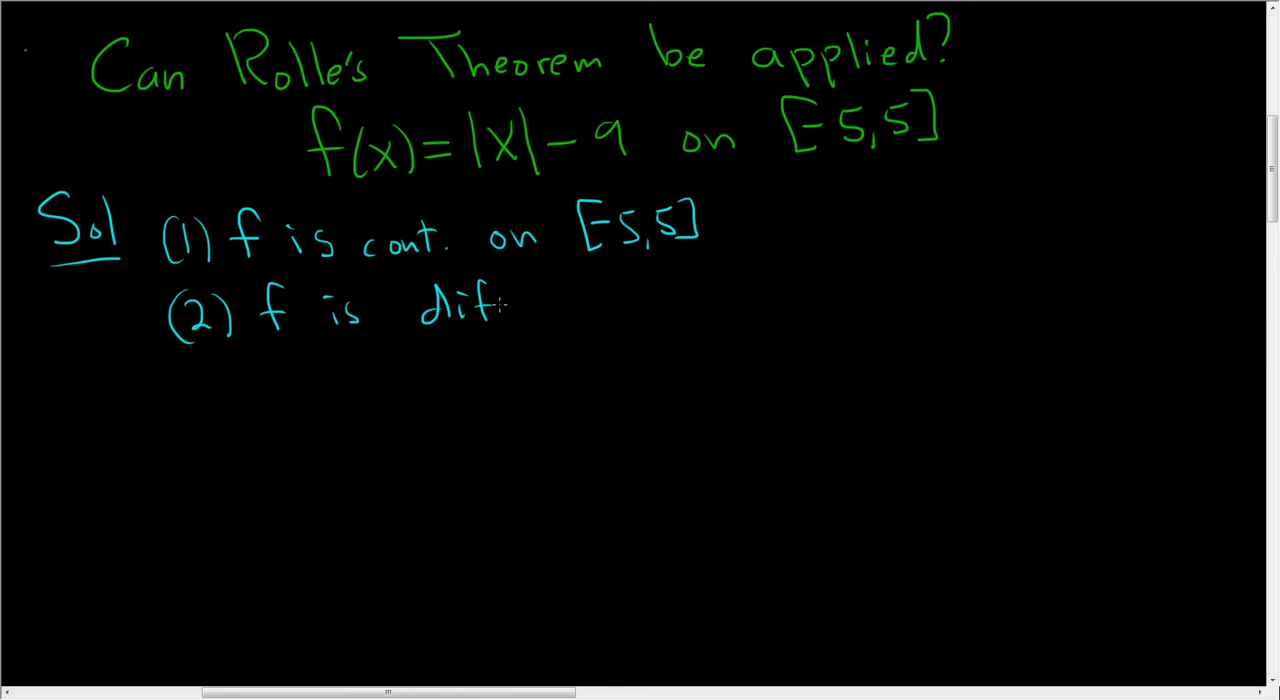 Can Rolle's Theorem be applied?
f(x) = |x| - 9 on [-5,5]
Sol (1) f is cont. on [-5,5]
(2) f is dif